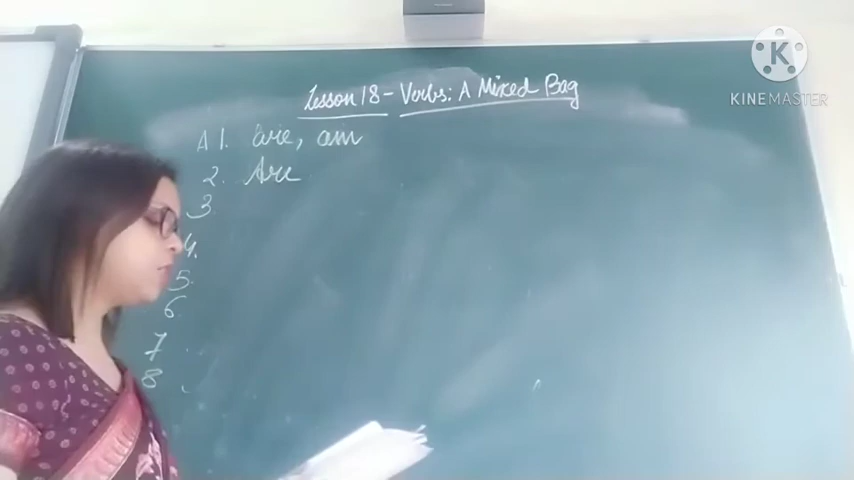 Lesson 18 - Verbs: A Mixed Bag
A 1. are, am
2. Are
3
4.
5.
6.
7
8
K
KINEMASTER